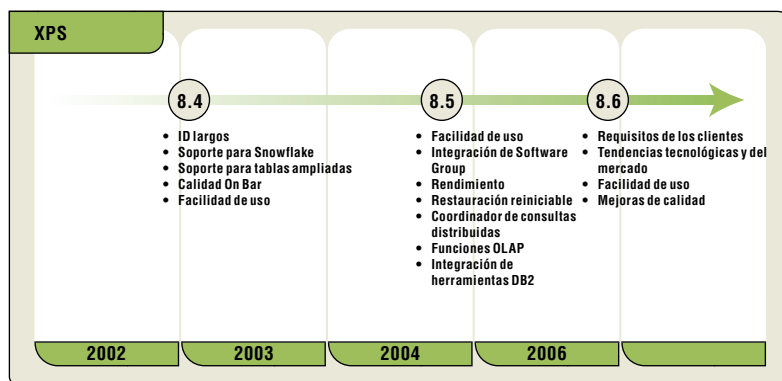 XPS
8.4
8.5
8.6
• ID largos
• Soporte para Snowflake
• Soporte para tablas ampliadas
• Calidad On Bar
• Facilidad de uso
• Facilidad de uso
• Integración de Software
Group
• Rendimiento
• Restauración reiniciable
• Coordinador de consultas
distribuidas
• Funciones OLAP
• Integración de
herramientas DB2
• Requisitos de los clientes
• Tendencias tecnológicas y del
mercado
• Facilidad de uso
• Mejoras de calidad
2002
2003
2004
2006